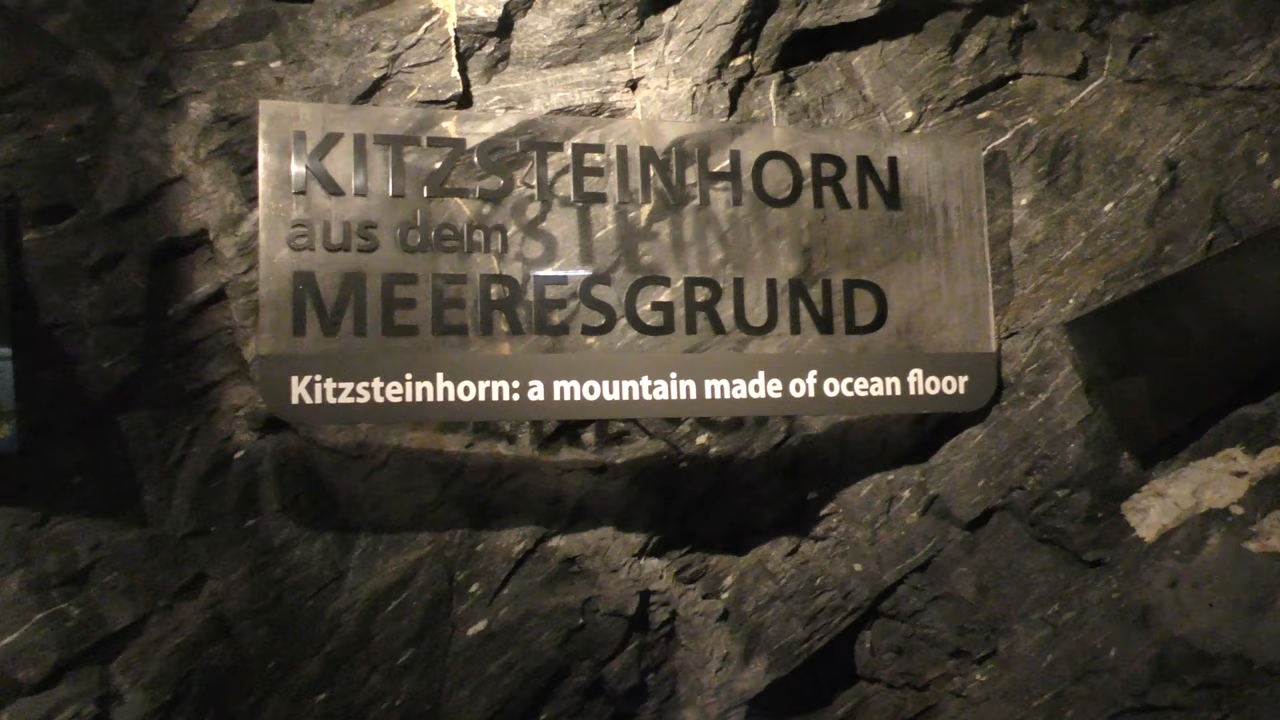 KITZSTEINHORN
aus dem
MEERESGRUND
Kitzsteinhorn: a mountain made of ocean floor